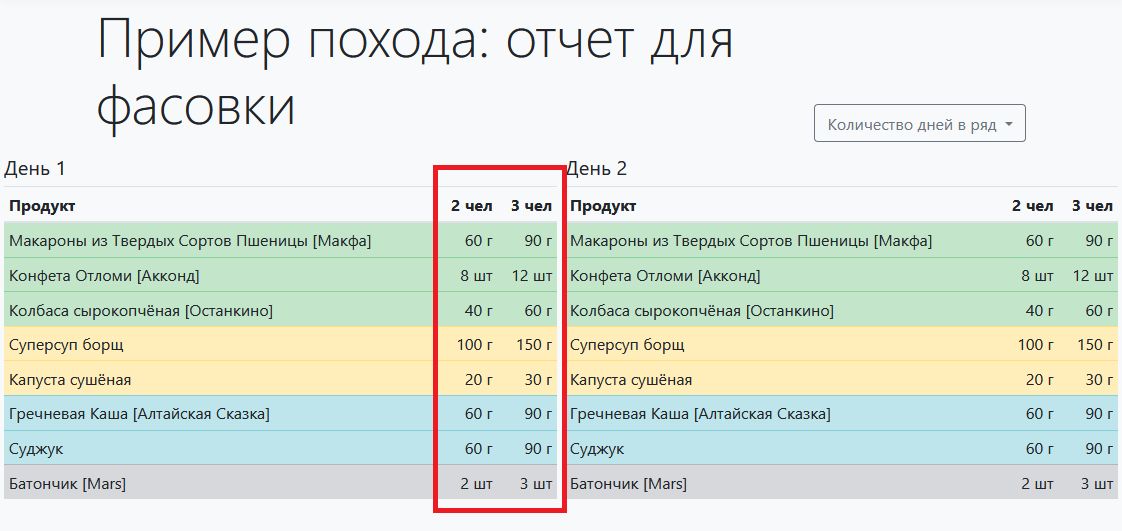 Пример похода: отчет для
фасовки
Количество дней в ряд
День 1
Продукт 2 чел 3 чел
Макароны из Твердых Сортов Пшеницы [Макфа] 60 г 90 г
Конфета Отломи [Акконд] 8 шт 12 шт
Колбаса сырокопчёная [Останкино] 40 г 60 г
Суперсуп борщ 100 г 150 г
Капуста сушёная 20 г 30 г
Гречневая Каша [Алтайская Сказка] 60 г 90 г
Суджук 60 г 90 г
Батончик [Mars] 2 шт 3 шт
День 2
Продукт 2 чел 3 чел
Макароны из Твердых Сортов Пшеницы [Макфа] 60 г 90 г
Конфета Отломи [Акконд] 8 шт 12 шт
Колбаса сырокопчёная [Останкино] 40 г 60 г
Суперсуп борщ 100 г 150 г
Капуста сушёная 20 г 30 г
Гречневая Каша [Алтайская Сказка] 60 г 90 г
Суджук 60 г 90 г
Батончик [Mars] 2 шт 3 шт